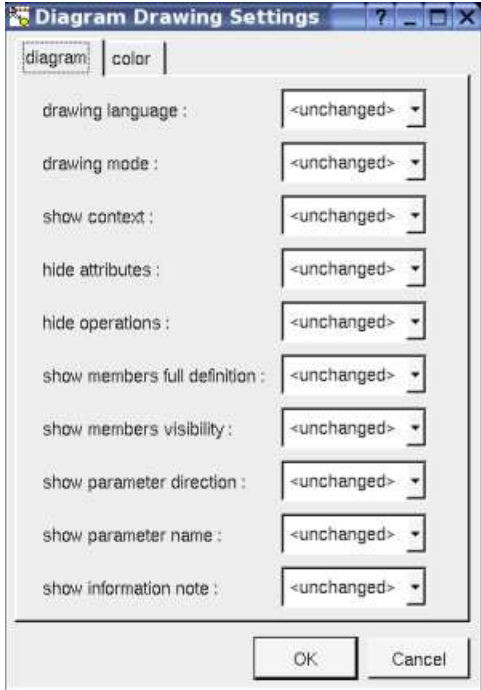 Diagram Drawing Settings ? _ X
diagram color
drawing language : <unchanged>
drawing mode : <unchanged>
show context : <unchanged>
hide attributes : <unchanged>
hide operations : <unchanged>
show members full definition : <unchanged>
show members visibility : <unchanged>
show parameter direction : <unchanged>
show parameter name : <unchanged>
show information note : <unchanged>
OK Cancel